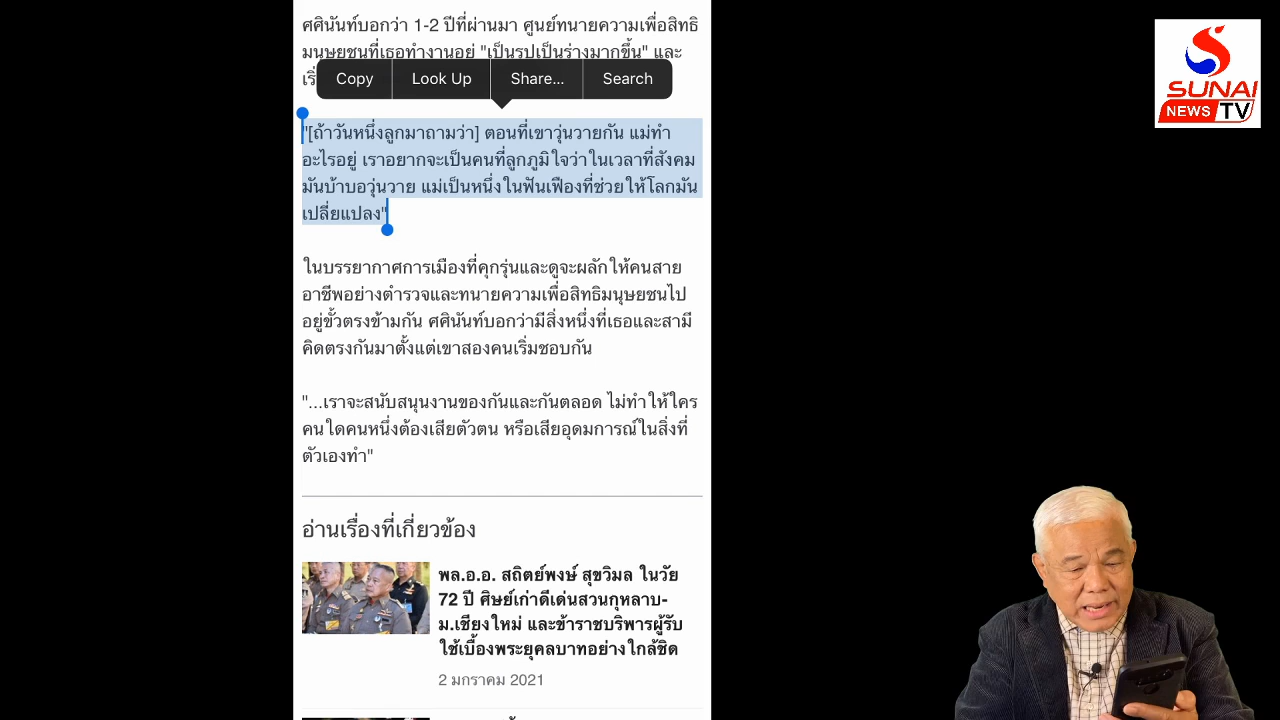 ศศินันท์บอกว่า 1-2 ปีที่ผ่านมา ศูนย์ทนายความเพื่อสิทธิ
มนุษยชนที่เธอทำงานอยู่ "เป็นรูปเป็นร่างมากขึ้น" และ
เริ่
Copy Look Up Share... Search
"[ถ้าวันหนึ่งลูกมาถามว่า] ตอนที่เขาวุ่นวายกัน แม่ทำ
อะไรอยู่ เราอยากจะเป็นคนที่ลูกภูมิใจว่าในเวลาที่สังคม
มันบ้าบอวุ่นวาย แม่เป็นหนึ่งในฟันเฟืองที่ช่วยให้โลกมัน
เปลี่ยแปลง"
ในบรรยากาศการเมืองที่คุกรุ่นและดูจะผลักให้คนสาย
อาชีพอย่างตำรวจและทนายความเพื่อสิทธิมนุษยชนไป
อยู่ขั้วตรงข้ามกัน ศศินันท์บอกว่ามีสิ่งหนึ่งที่เธอและสามี
คิดตรงกันมาตั้งแต่เขาสองคนเริ่มชอบกัน
"...เราจะสนับสนุนงานของกันและกันตลอด ไม่ทำให้ใคร
คนใดคนหนึ่งต้องเสียตัวตน หรือเสียอุดมการณ์ในสิ่งที่
ตัวเองทำ"
อ่านเรื่องที่เกี่ยวข้อง
พล.อ.อ. สถิตย์พงษ์ สุขวิมล ในวัย
72 ปี ศิษย์เก่าดีเด่นสวนกุหลาบ-
ม.เชียงใหม่ และข้าราชบริพารผู้รับ
ใช้เบื้องพระยุคลบาทอย่างใกล้ชิด
2 มกราคม 2021
SUNAI
NEWS TV